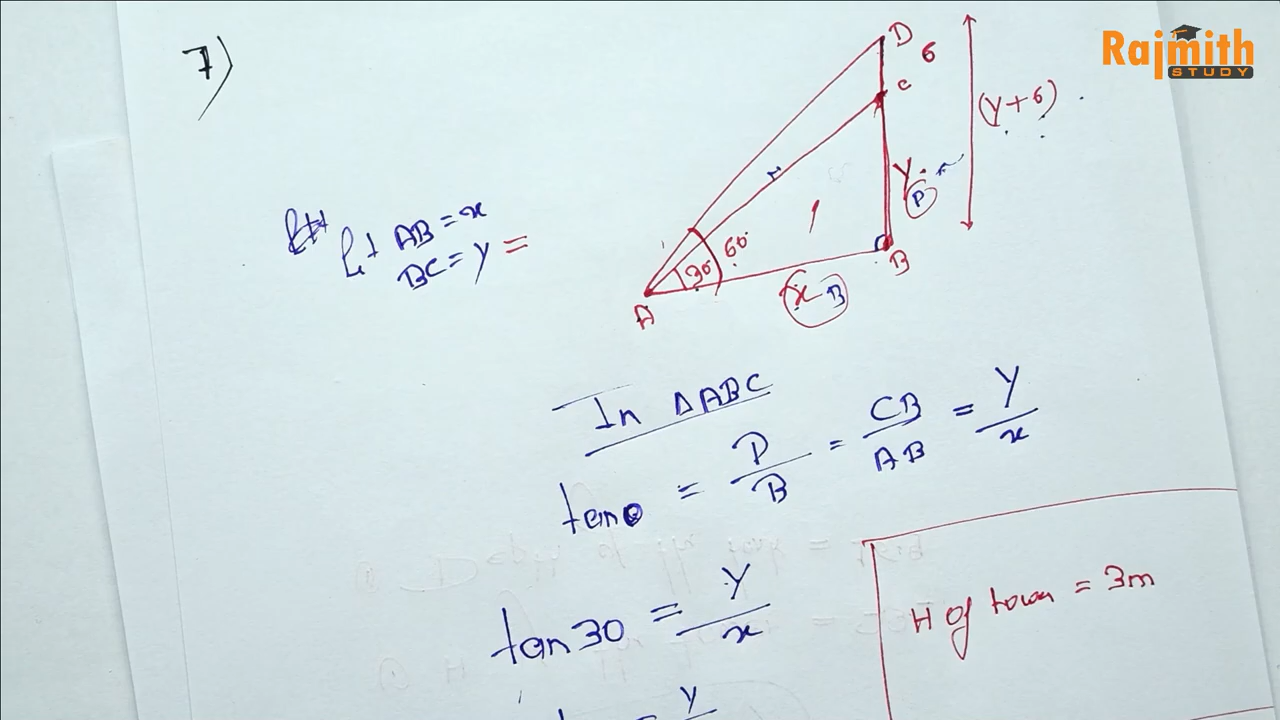 7)
Rajmith
STUDY
D
6
C
(y+6)
let AB = x
BC = y =
y
P
30
60
A
x
B
B
In ΔABC
tanθ = P/B = CB/AB = y/x
tan30 = y/x
H of tower = 3m
y